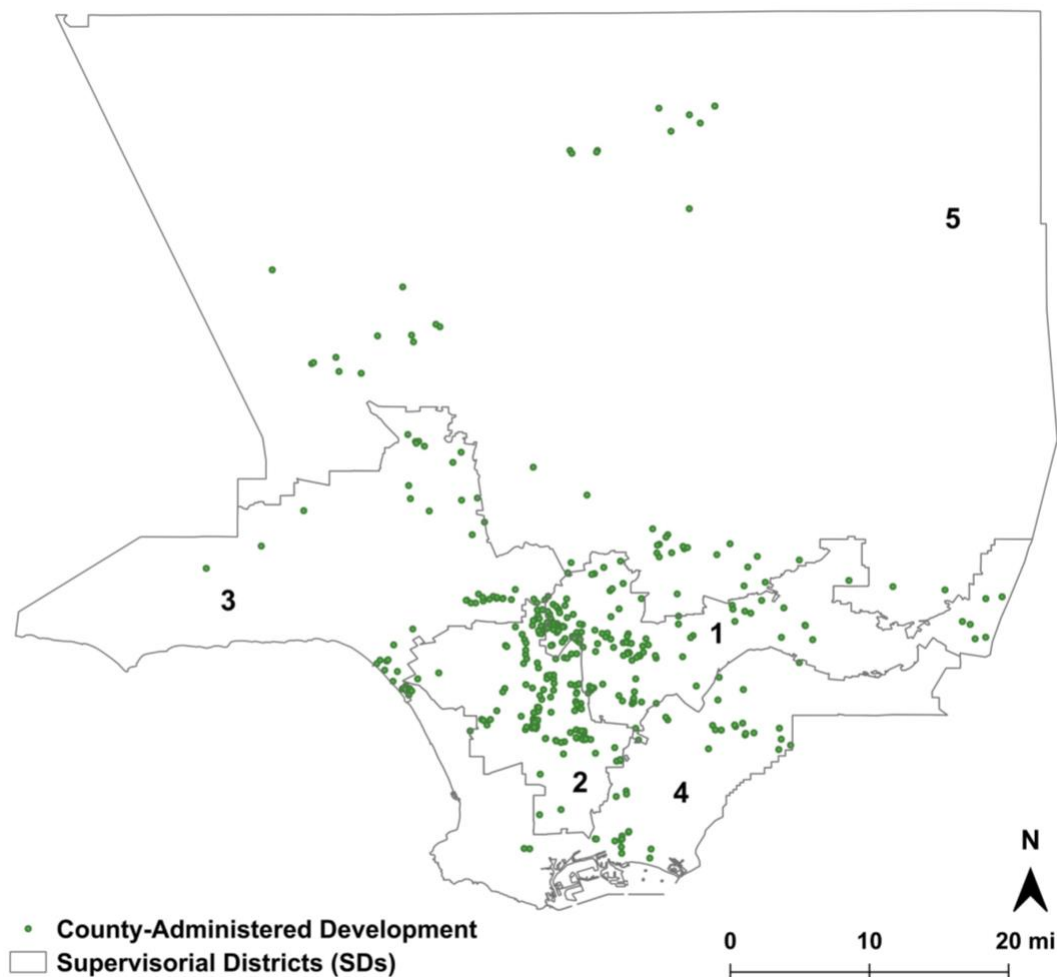 5
3
1
2
4
N
County-Administered Development
Supervisorial Districts (SDs)
0 10 20 mi